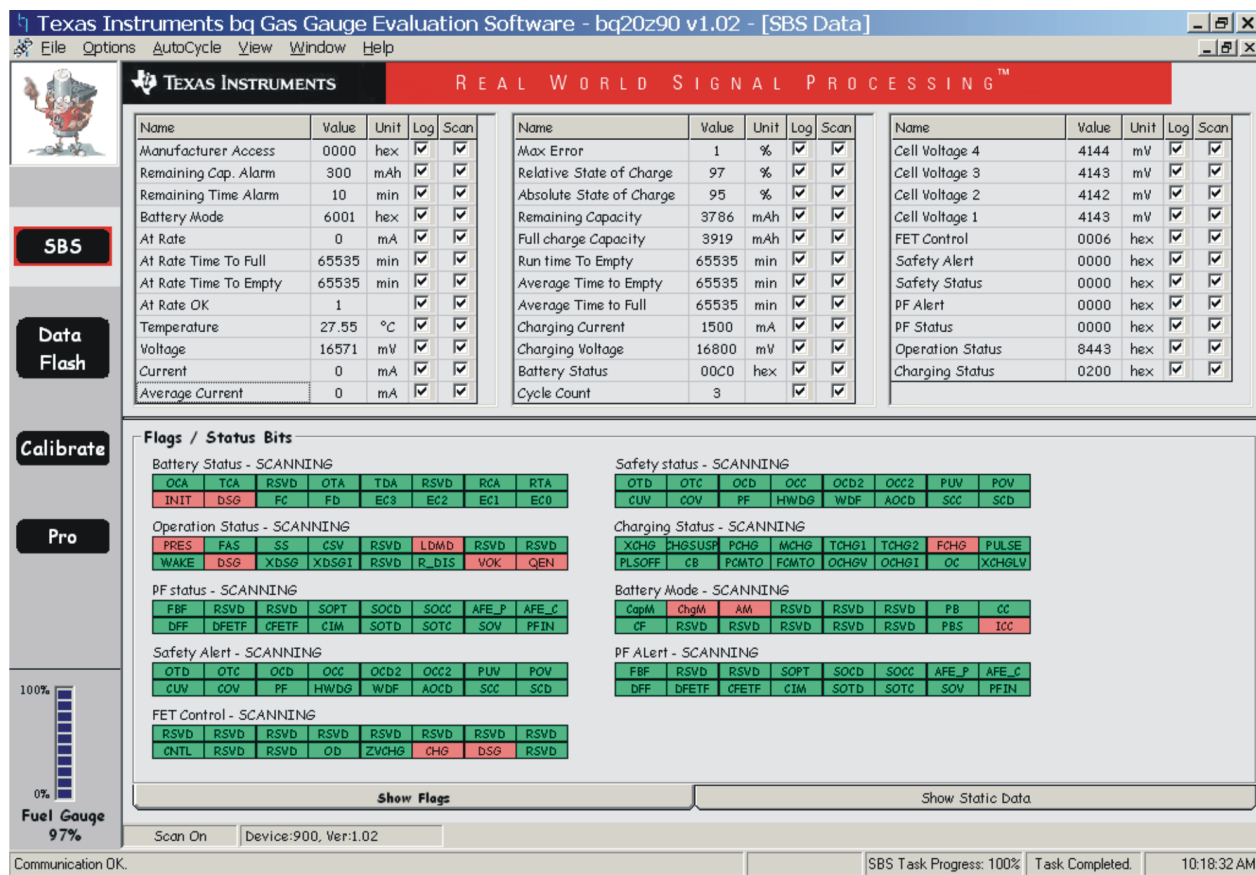 Texas Instruments bq Gas Gauge Evaluation Software - bq20z90 v1.02 - [SBS Data]
File Options AutoCycle View Window Help
TEXAS INSTRUMENTS REAL WORLD SIGNAL PROCESSING™
SBS
Data
Flash
Calibrate
Pro
100%
0%
Fuel Gauge
97%
Name Value Unit Log Scan
Manufacturer Access 0000 hex
Remaining Cap. Alarm 300 mAh
Remaining Time Alarm 10 min
Battery Mode 6001 hex
At Rate 0 mA
At Rate Time To Full 65535 min
At Rate Time To Empty 65535 min
At Rate OK 1
Temperature 27.55 °C
Voltage 16571 mV
Current 0 mA
Average Current 0 mA
Name Value Unit Log Scan
Max Error 1 %
Relative State of Charge 97 %
Absolute State of Charge 95 %
Remaining Capacity 3786 mAh
Full charge Capacity 3919 mAh
Run time To Empty 65535 min
Average Time to Empty 65535 min
Average Time to Full 65535 min
Charging Current 1500 mA
Charging Voltage 16800 mV
Battery Status 00C0 hex
Cycle Count 3
Name Value Unit Log Scan
Cell Voltage 4 4144 mV
Cell Voltage 3 4143 mV
Cell Voltage 2 4142 mV
Cell Voltage 1 4143 mV
FET Control 0006 hex
Safety Alert 0000 hex
Safety Status 0000 hex
PF Alert 0000 hex
PF Status 0000 hex
Operation Status 8443 hex
Charging Status 0200 hex
Flags / Status Bits
Battery Status - SCANNING
OCA TCA RSVD OTA TDA RSVD RCA RTA
INIT DSG FC FD EC3 EC2 EC1 EC0
Operation Status - SCANNING
PRES FAS SS CSV RSVD LDMD RSVD RSVD
WAKE DSG XDSG XDSGI RSVD R_DIS VOK QEN
PF status - SCANNING
FBF RSVD RSVD SOPT SOCD SOCC AFE_P AFE_C
DFF DFETF CFETF CIM SOTD SOTC SOV PFIN
Safety Alert - SCANNING
OTD OTC OCD OCC OCD2 OCC2 PUV POV
CUV COV PF HWDG WDF AOCD SCC SCD
FET Control - SCANNING
RSVD RSVD RSVD RSVD RSVD RSVD RSVD RSVD
CNTL RSVD RSVD OD ZVCHG CHG DSG RSVD
Safety status - SCANNING
OTD OTC OCD OCC OCD2 OCC2 PUV POV
CUV COV PF HWDG WDF AOCD SCC SCD
Charging Status - SCANNING
XCHG CHGSUSP PCHG MCHG TCHG1 TCHG2 FCHG PULSE
PLSOFF CB PCMTO FCMTO OCHGV OCHGI OC XCHGLV
Battery Mode - SCANNING
CapM ChgM AM RSVD RSVD RSVD PB CC
CF RSVD RSVD RSVD RSVD RSVD PBS ICC
PF ALert - SCANNING
FBF RSVD RSVD SOPT SOCD SOCC AFE_P AFE_C
DFF DFETF CFETF CIM SOTD SOTC SOV PFIN
Show Flags Show Static Data
Scan On Device:900, Ver:1.02
Communication OK. SBS Task Progress: 100% Task Completed. 10:18:32 AM